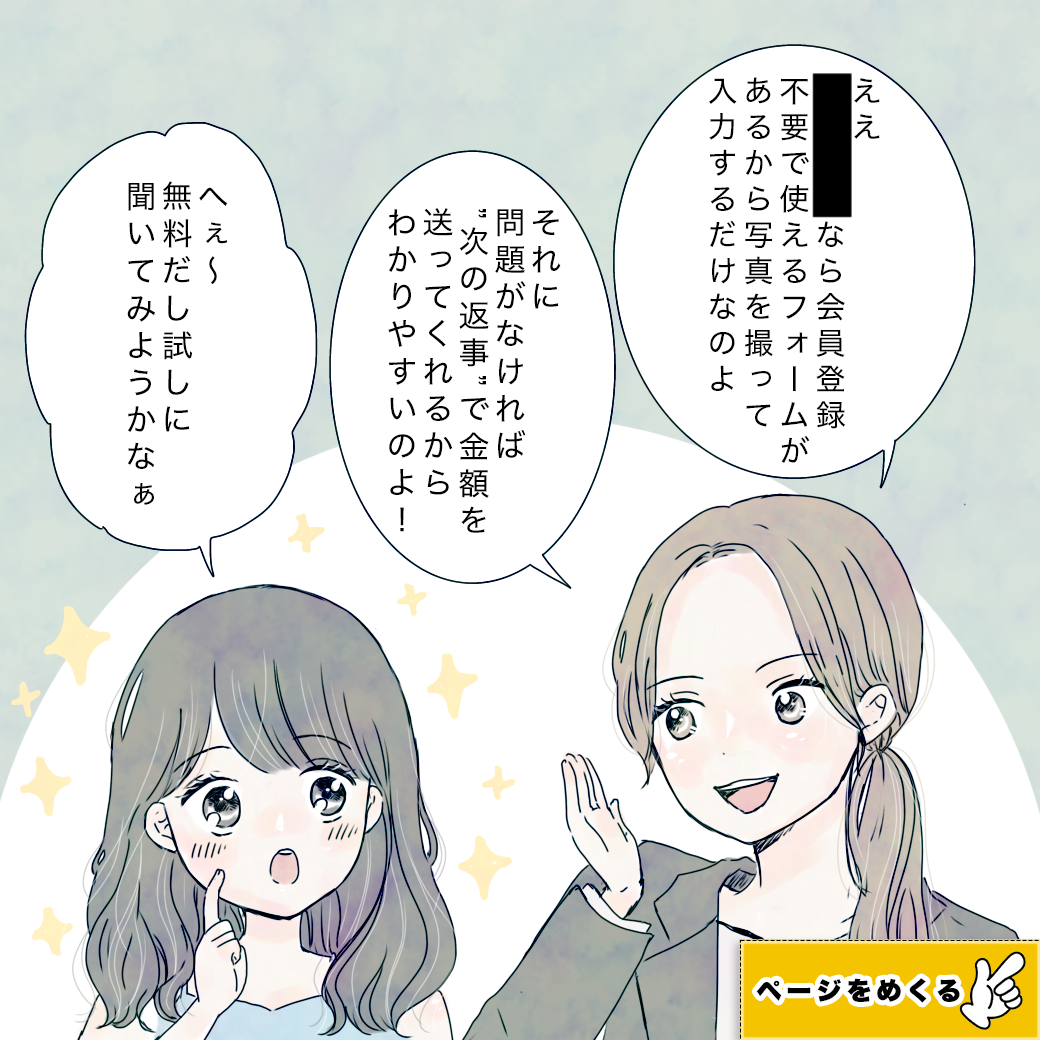 ええ
なら会員登録
不要で使えるフォームが
あるから写真を撮って
入力するだけなのよ
それに
問題がなければ
”次の返事”で金額を
送ってくれるから
わかりやすいのよ！
へぇ～
無料だし試しに
聞いてみようかなぁ
ページをめくる